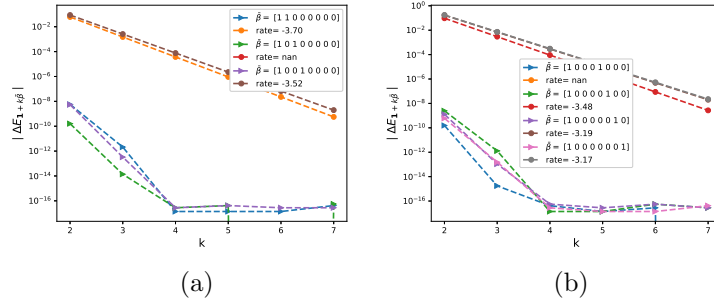 10⁻²
10⁻⁴
10⁻⁶
10⁻⁸
10⁻¹⁰
10⁻¹²
10⁻¹⁴
10⁻¹⁶
| ΔE₁₊ₖβ̄ |
β̄ = [1 1 0 0 0 0 0 0]
rate= -3.70
β̄ = [1 0 1 0 0 0 0 0]
rate= nan
β̄ = [1 0 0 1 0 0 0 0]
rate= -3.52
2 3 4 5 6 7
k
(a)
10⁰
10⁻²
10⁻⁴
10⁻⁶
10⁻⁸
10⁻¹⁰
10⁻¹²
10⁻¹⁴
10⁻¹⁶
| ΔE₁₊ₖβ̄ |
β̄ = [1 0 0 0 1 0 0 0]
rate= nan
β̄ = [1 0 0 0 0 1 0 0]
rate= -3.48
β̄ = [1 0 0 0 0 0 1 0]
rate= -3.19
β̄ = [1 0 0 0 0 0 0 1]
rate= -3.17
2 3 4 5 6 7
k
(b)